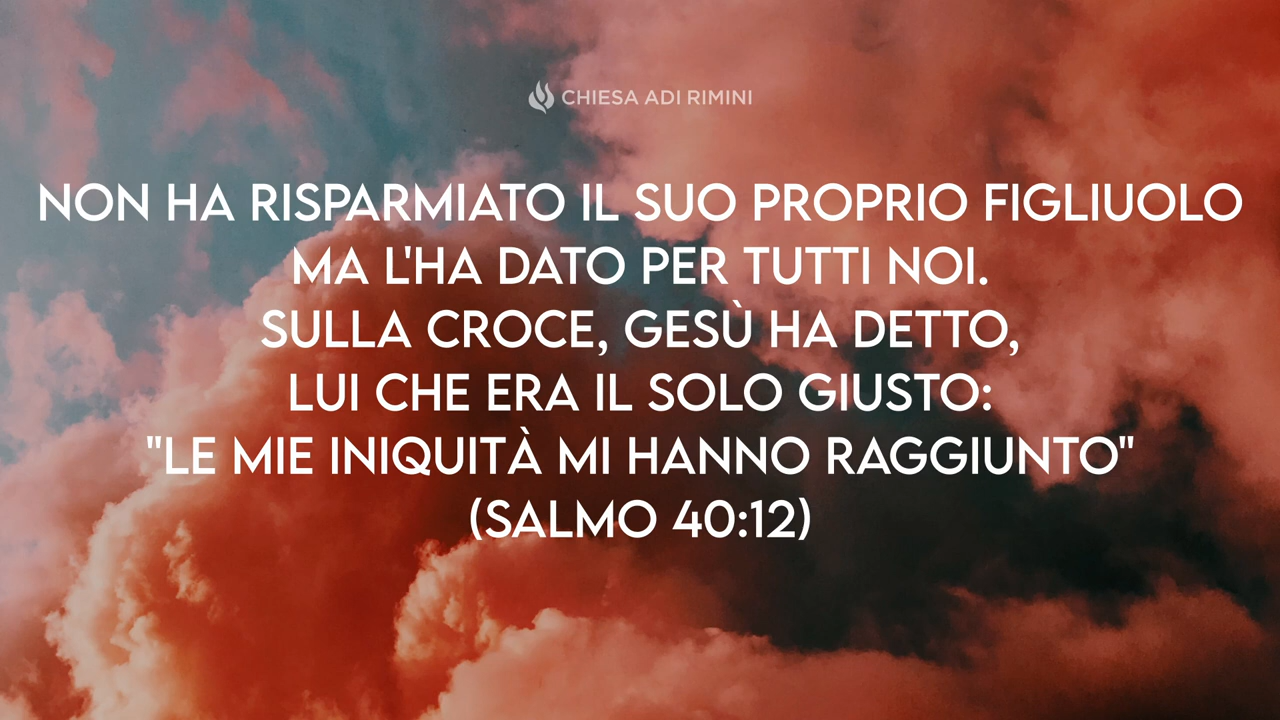 CHIESA ADI RIMINI
NON HA RISPARMIATO IL SUO PROPRIO FIGLIUOLO
MA L'HA DATO PER TUTTI NOI.
SULLA CROCE, GESÙ HA DETTO,
LUI CHE ERA IL SOLO GIUSTO:
"LE MIE INIQUITÀ MI HANNO RAGGIUNTO"
(SALMO 40:12)